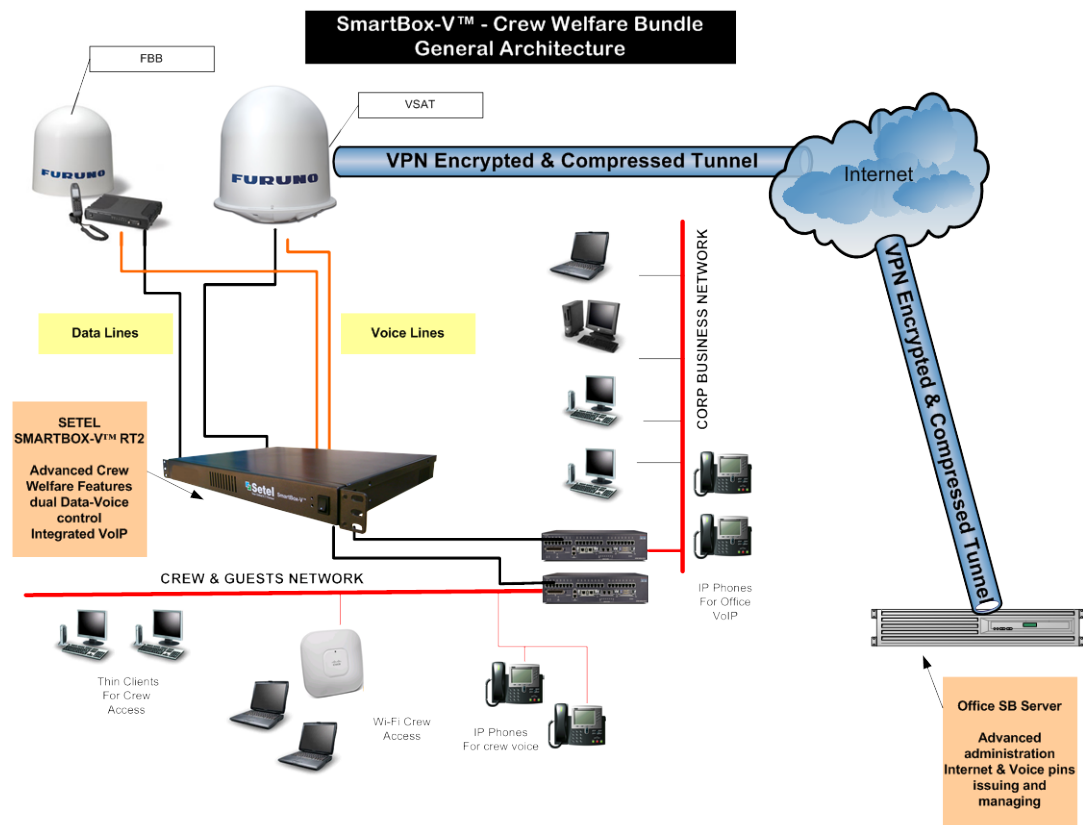 SmartBox-V™ - Crew Welfare Bundle
General Architecture
FBB
VSAT
FURUNO
FURUNO
VPN Encrypted & Compressed Tunnel
Internet
VPN Encrypted & Compressed Tunnel
Data Lines
Voice Lines
CORP BUSINESS NETWORK
SETEL
SMARTBOX-V™ RT2
Advanced Crew
Welfare Features
dual Data-Voice
control
Integrated VoIP
Setel
SmartBox-V™
CREW & GUESTS NETWORK
IP Phones
For Office
VoIP
Thin Clients
For Crew
Access
Wi-Fi Crew
Access
IP Phones
For crew voice
Office SB Server
Advanced
administration
Internet & Voice pins
issuing and
managing